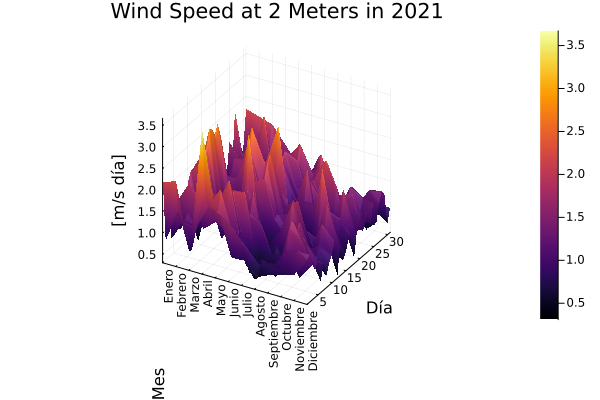 Wind Speed at 2 Meters in 2021
[m/s día]
3.5
3.0
2.5
2.0
1.5
1.0
0.5
Enero
Febrero
Marzo
Abril
Mayo
Junio
Julio
Agosto
Septiembre
Octubre
Noviembre
Diciembre
Mes
5
10
15
20
25
30
Día
3.5
3.0
2.5
2.0
1.5
1.0
0.5